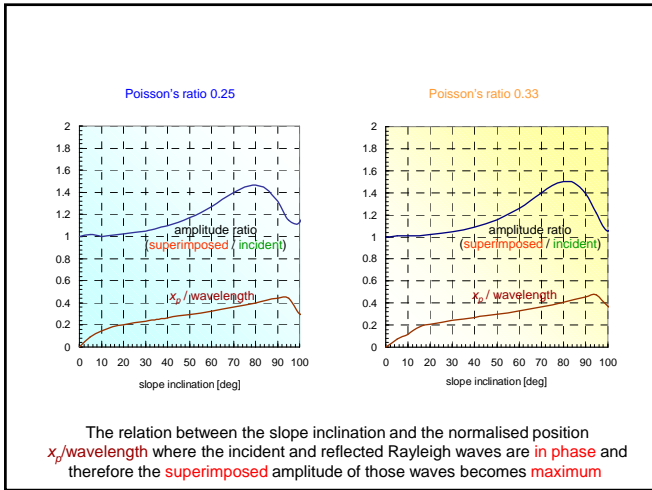 Poisson's ratio 0.25
2
1.8
1.6
1.4
1.2
1
0.8
0.6
0.4
0.2
0
amplitude ratio
(superimposed / incident)
xp / wavelength
0 10 20 30 40 50 60 70 80 90 100
slope inclination [deg]
Poisson's ratio 0.33
2
1.8
1.6
1.4
1.2
1
0.8
0.6
0.4
0.2
0
amplitude ratio
(superimposed / incident)
xp / wavelength
0 10 20 30 40 50 60 70 80 90 100
slope inclination [deg]
The relation between the slope inclination and the normalised position
xp/wavelength where the incident and reflected Rayleigh waves are in phase and
therefore the superimposed amplitude of those waves becomes maximum